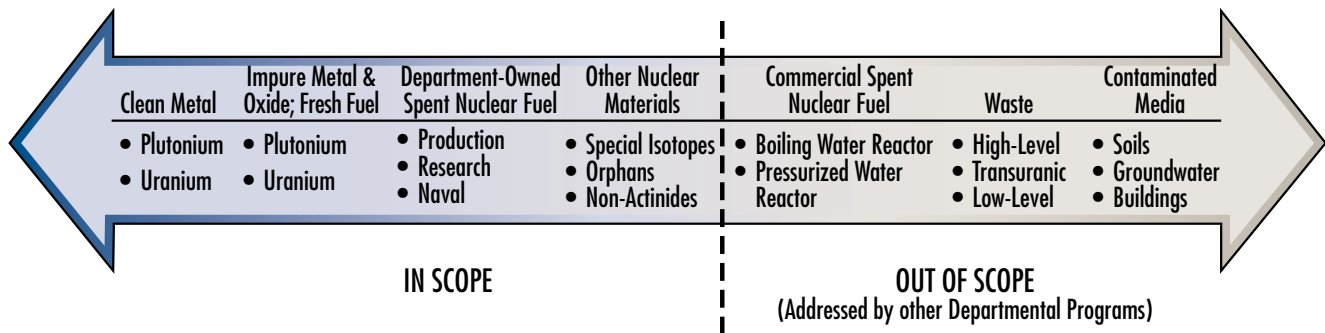 Clean Metal
• Plutonium
• Uranium
Impure Metal &
Oxide; Fresh Fuel
• Plutonium
• Uranium
Department-Owned
Spent Nuclear Fuel
• Production
• Research
• Naval
Other Nuclear
Materials
• Special Isotopes
• Orphans
• Non-Actinides
Commercial Spent
Nuclear Fuel
• Boiling Water Reactor
• Pressurized Water
Reactor
Waste
• High-Level
• Transuranic
• Low-Level
Contaminated
Media
• Soils
• Groundwater
• Buildings
IN SCOPE
OUT OF SCOPE
(Addressed by other Departmental Programs)